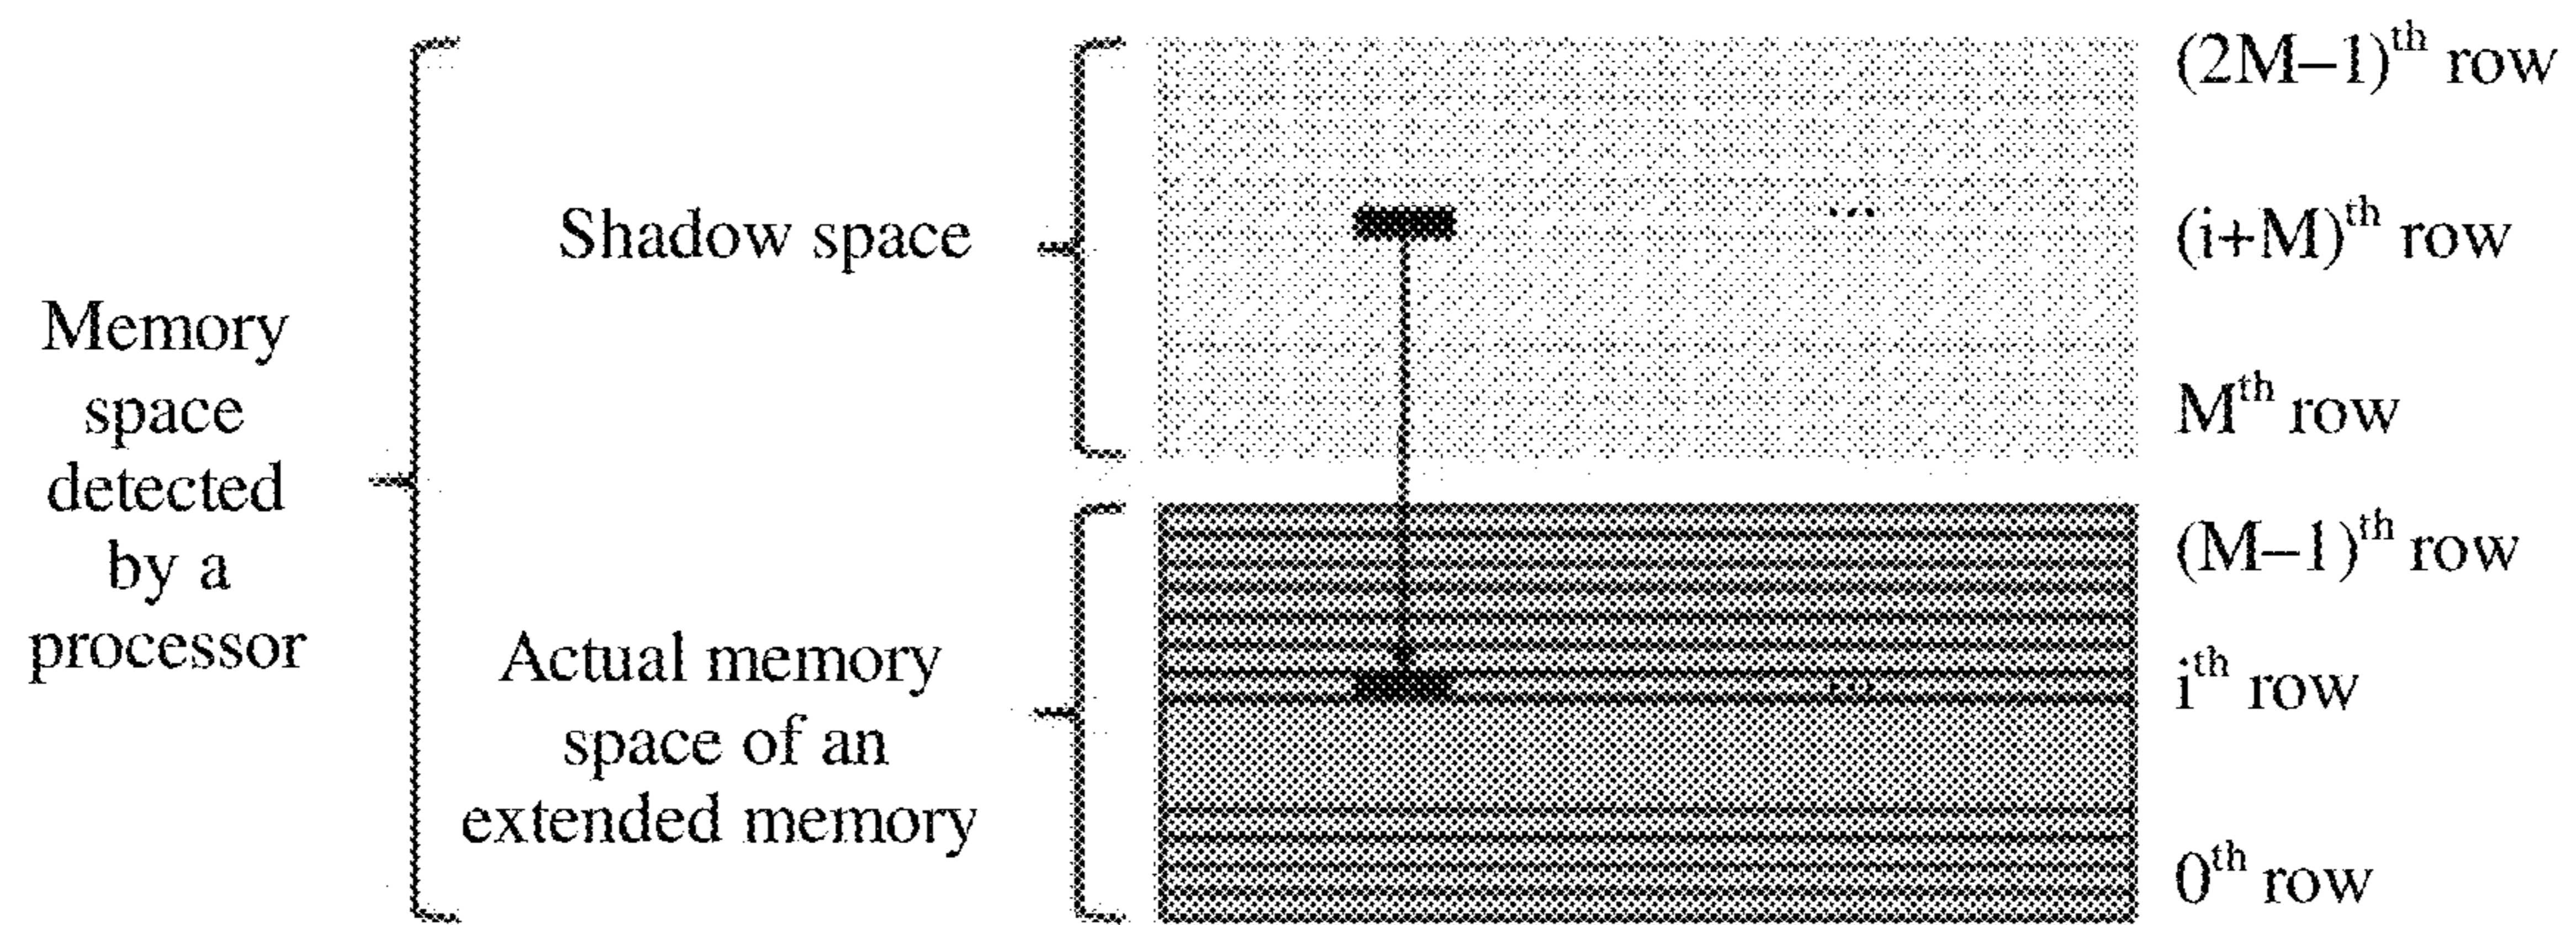 Memory
space
detected
by a
processor
Shadow space
Actual memory
space of an
extended memory
(2M–1)th row
(i+M)th row
Mth row
(M–1)th row
ith row
0th row